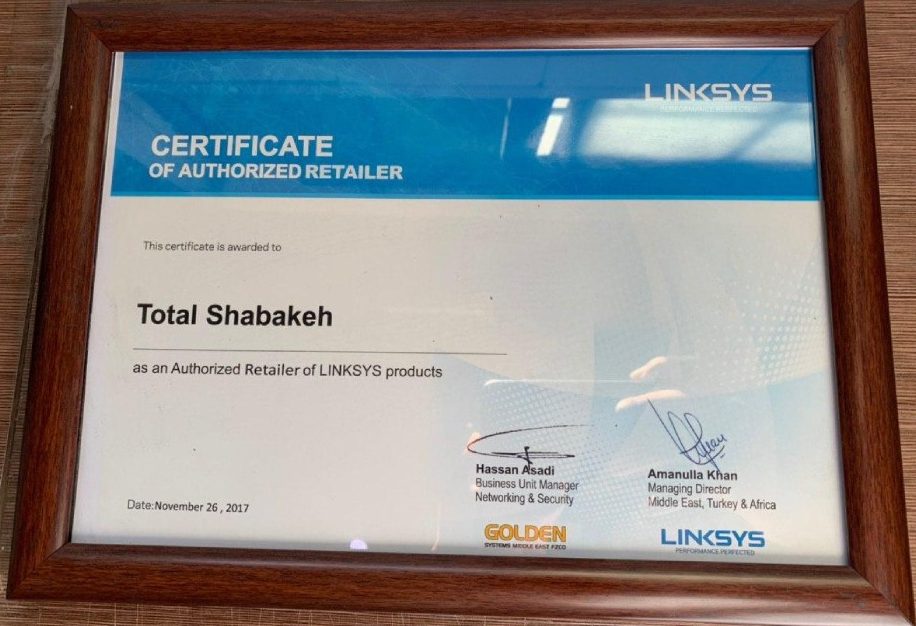 LINKSYS
PERFORMANCE PERFECTED
CERTIFICATE
OF AUTHORIZED RETAILER
This certificate is awarded to
Total Shabakeh
as an Authorized Retailer of LINKSYS products
Hassan Asadi
Business Unit Manager
Networking & Security
Amanulla Khan
Managing Director
Middle East, Turkey & Africa
Date:November 26 , 2017
GOLDEN
SYSTEMS MIDDLE EAST FZCO
LINKSYS
PERFORMANCE PERFECTED